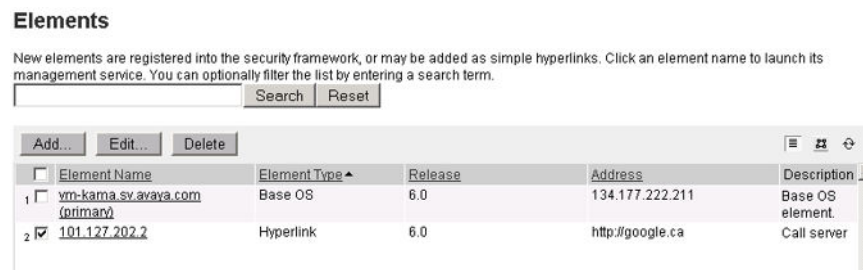 Elements
New elements are registered into the security framework, or may be added as simple hyperlinks. Click an element name to launch its
management service. You can optionally filter the list by entering a search term.
Search Reset
Add... Edit... Delete
Element Name Element Type Release Address Description
1 vm-kama.sv.avaya.com Base OS 6.0 134.177.222.211 Base OS
(primary) element.
2 101.127.202.2 Hyperlink 6.0 http://google.ca Call server